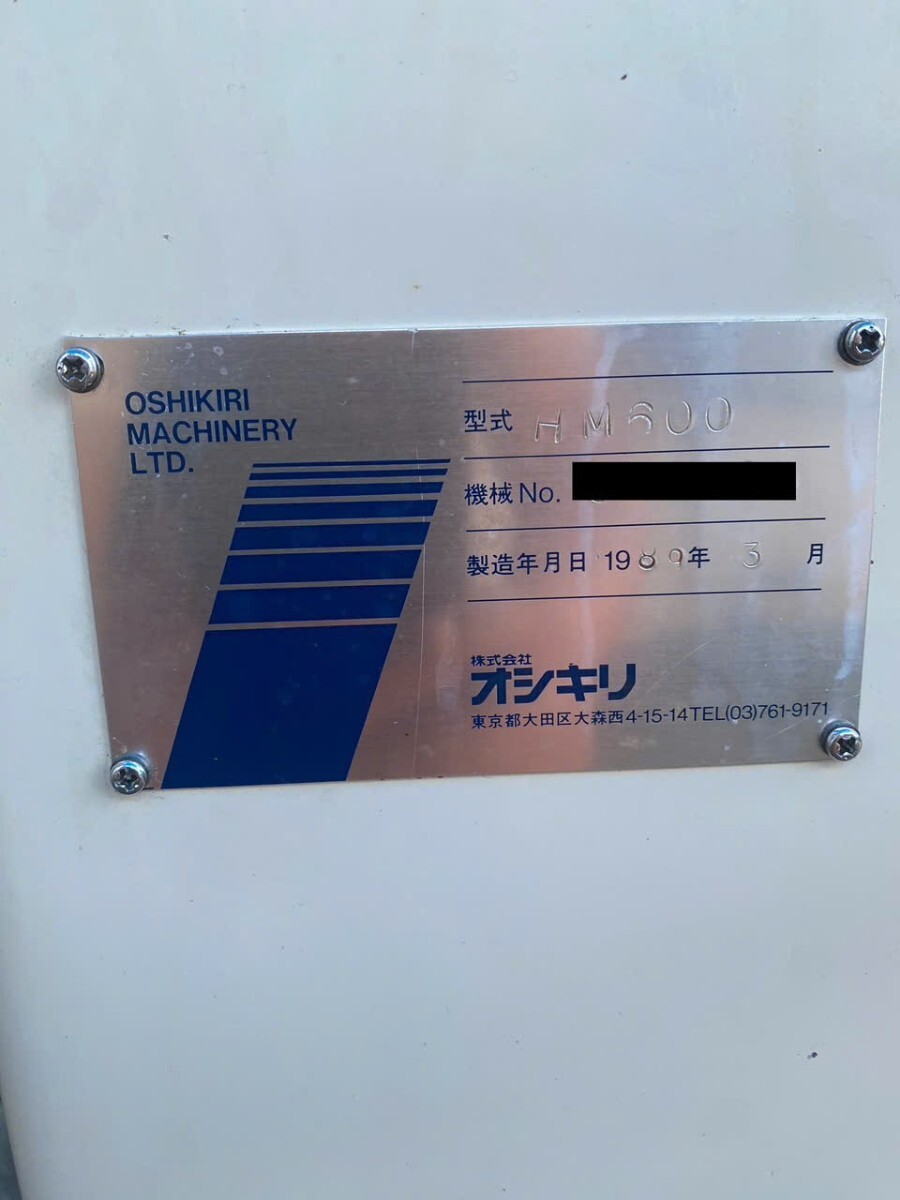 OSHIKIRI
MACHINERY
LTD.
型式 HM600
機械 No.
製造年月日 1989年 3月
株式会社
オシキリ
東京都大田区大森西4-15-14TEL(03)761-9171